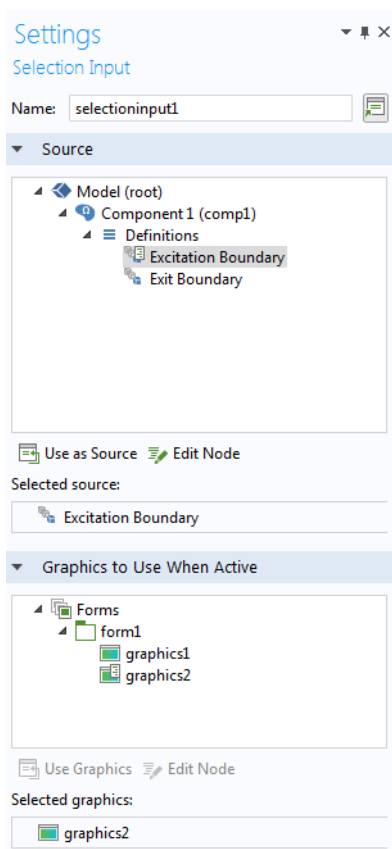 Settings
Selection Input
Name: selectioninput1
Source
Model (root)
Component 1 (comp1)
Definitions
Excitation Boundary
Exit Boundary
Use as Source Edit Node
Selected source:
Excitation Boundary
Graphics to Use When Active
Forms
form1
graphics1
graphics2
Use Graphics Edit Node
Selected graphics:
graphics2